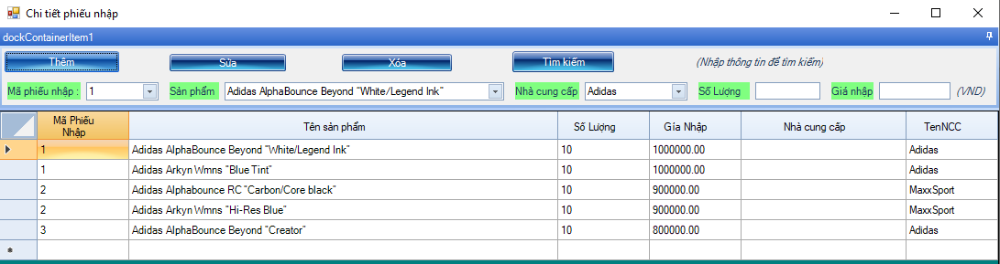 Chi tiết phiếu nhập
dockContainerItem1
Thêm Sửa Xóa Tìm kiếm (Nhập thông tin để tìm kiếm)
Mã phiếu nhập : 1 Sản phẩm Adidas AlphaBounce Beyond "White/Legend Ink" Nhà cung cấp Adidas Số Lượng Giá nhập (VND)
Mã Phiếu Nhập Tên sản phẩm Số Lượng Gía Nhập Nhà cung cấp TenNCC
1 Adidas AlphaBounce Beyond "White/Legend Ink" 10 1000000.00 Adidas
1 Adidas Arkyn Wmns "Blue Tint" 10 1000000.00 Adidas
2 Adidas Alphabounce RC "Carbon/Core black" 10 900000.00 MaxxSport
2 Adidas Arkyn Wmns "Hi-Res Blue" 10 900000.00 MaxxSport
3 Adidas AlphaBounce Beyond "Creator" 10 800000.00 Adidas